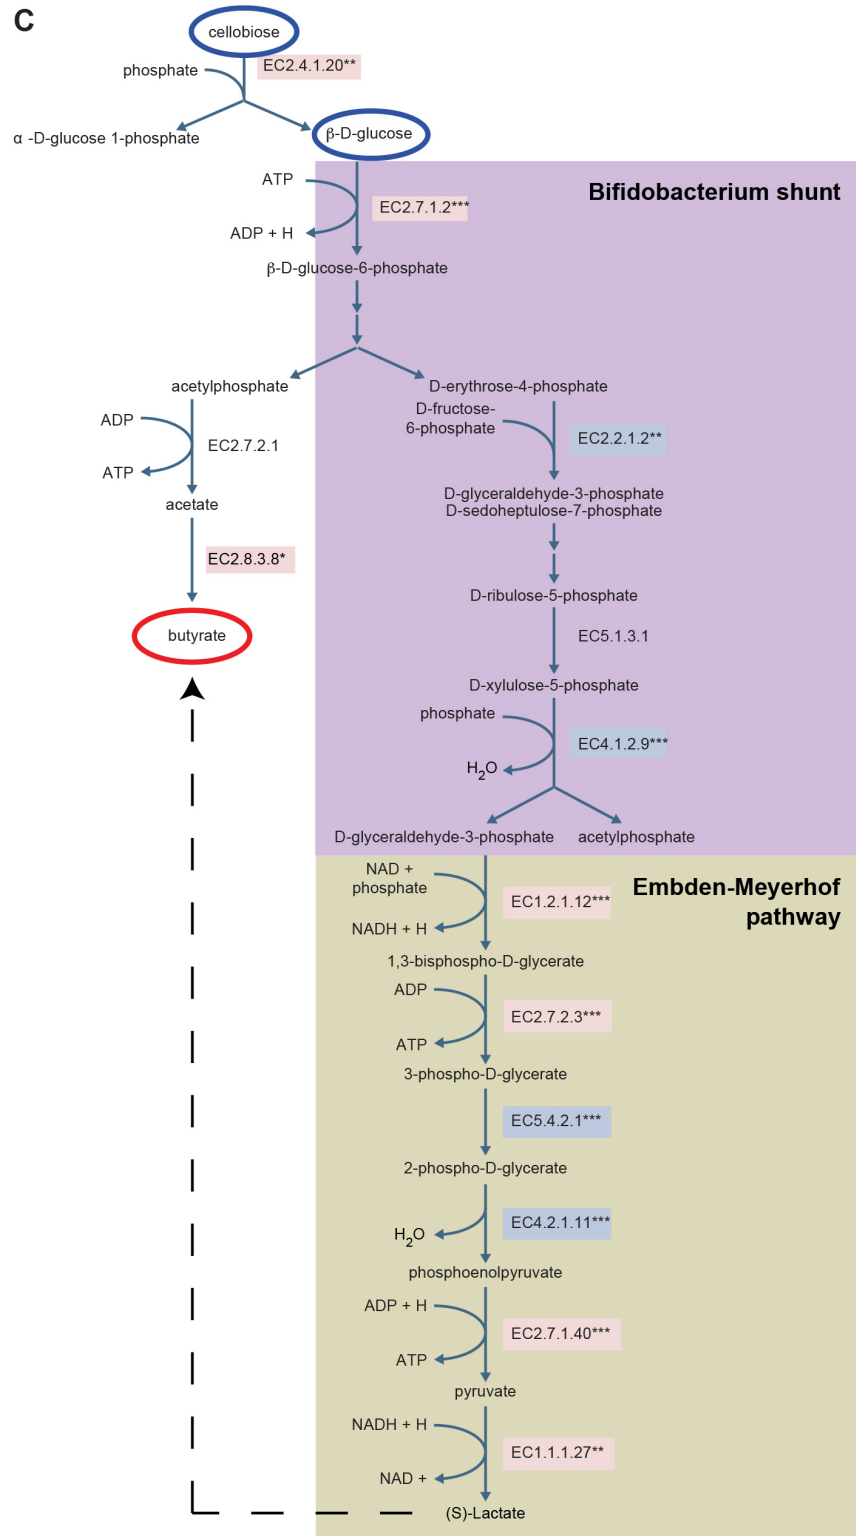 C
cellobiose
phosphate
EC2.4.1.20**
α -D-glucose 1-phosphate
β-D-glucose
Bifidobacterium shunt
ATP
EC2.7.1.2***
ADP + H
β-D-glucose-6-phosphate
acetylphosphate
D-erythrose-4-phosphate
ADP
D-fructose-
6-phosphate
EC2.7.2.1
EC2.2.1.2**
ATP
acetate
D-glyceraldehyde-3-phosphate
D-sedoheptulose-7-phosphate
EC2.8.3.8*
D-ribulose-5-phosphate
butyrate
EC5.1.3.1
D-xylulose-5-phosphate
phosphate
EC4.1.2.9***
H2O
D-glyceraldehyde-3-phosphate
acetylphosphate
Embden-Meyerhof
pathway
NAD +
phosphate
EC1.2.1.12***
NADH + H
1,3-bisphospho-D-glycerate
ADP
EC2.7.2.3***
ATP
3-phospho-D-glycerate
EC5.4.2.1***
2-phospho-D-glycerate
EC4.2.1.11***
H2O
phosphoenolpyruvate
ADP + H
EC2.7.1.40***
ATP
pyruvate
NADH + H
EC1.1.1.27**
NAD +
(S)-Lactate